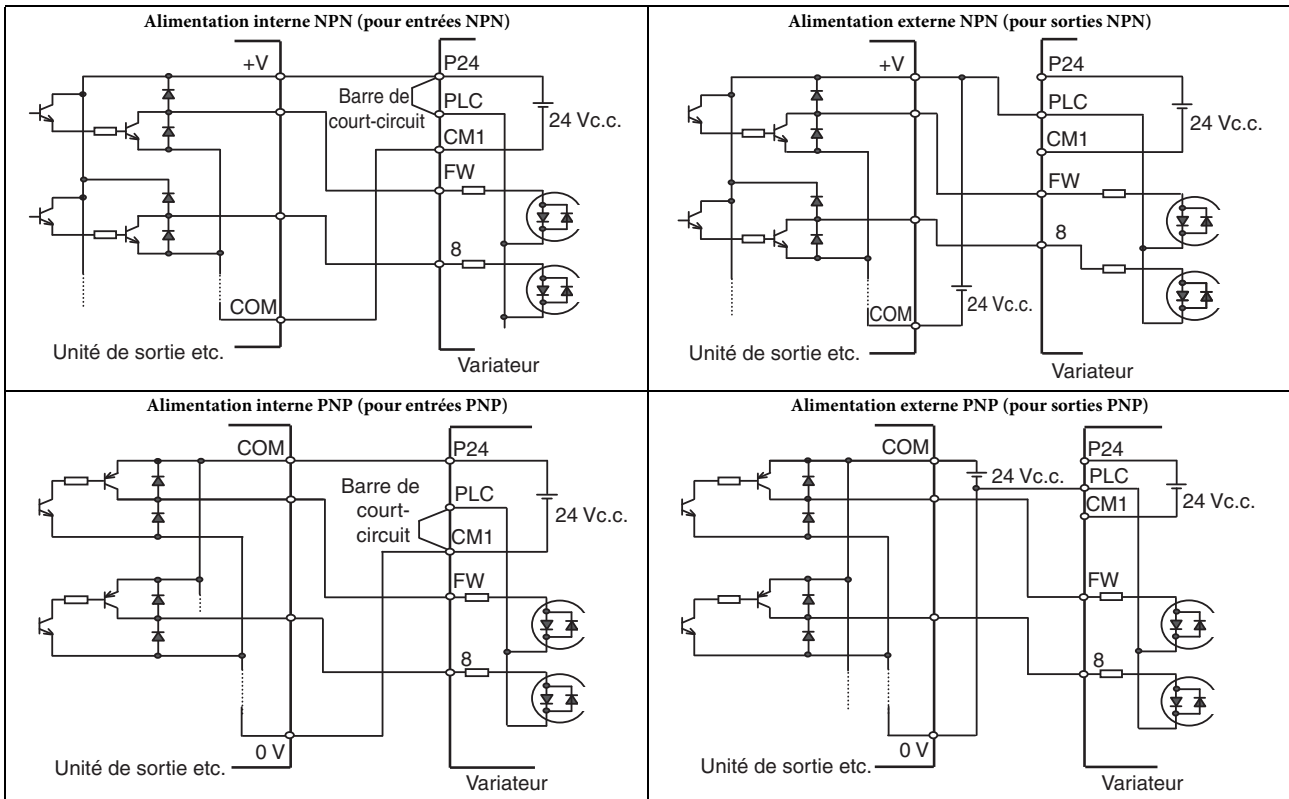 Alimentation interne NPN (pour entrées NPN)
+V
P24
Barre de
court-circuit
PLC
24 Vc.c.
CM1
FW
8
COM
Unité de sortie etc.
Variateur
Alimentation externe NPN (pour sorties NPN)
+V
P24
PLC
24 Vc.c.
CM1
FW
8
24 Vc.c.
COM
Unité de sortie etc.
Variateur
Alimentation interne PNP (pour entrées PNP)
COM
P24
Barre de
court-
circuit
PLC
24 Vc.c.
CM1
FW
8
0 V
Unité de sortie etc.
Variateur
Alimentation externe PNP (pour sorties PNP)
COM
P24
24 Vc.c.
PLC
24 Vc.c.
CM1
FW
8
0 V
Unité de sortie etc.
Variateur